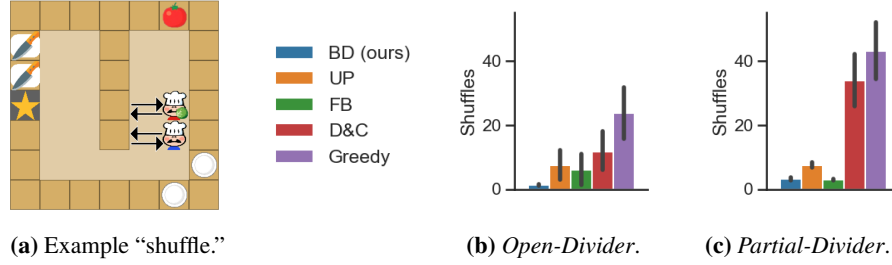 BD (ours)
UP
FB
D&C
Greedy
Shuffles
40
20
0
Shuffles
40
20
0
(a) Example “shuffle.”
(b) Open-Divider.
(c) Partial-Divider.